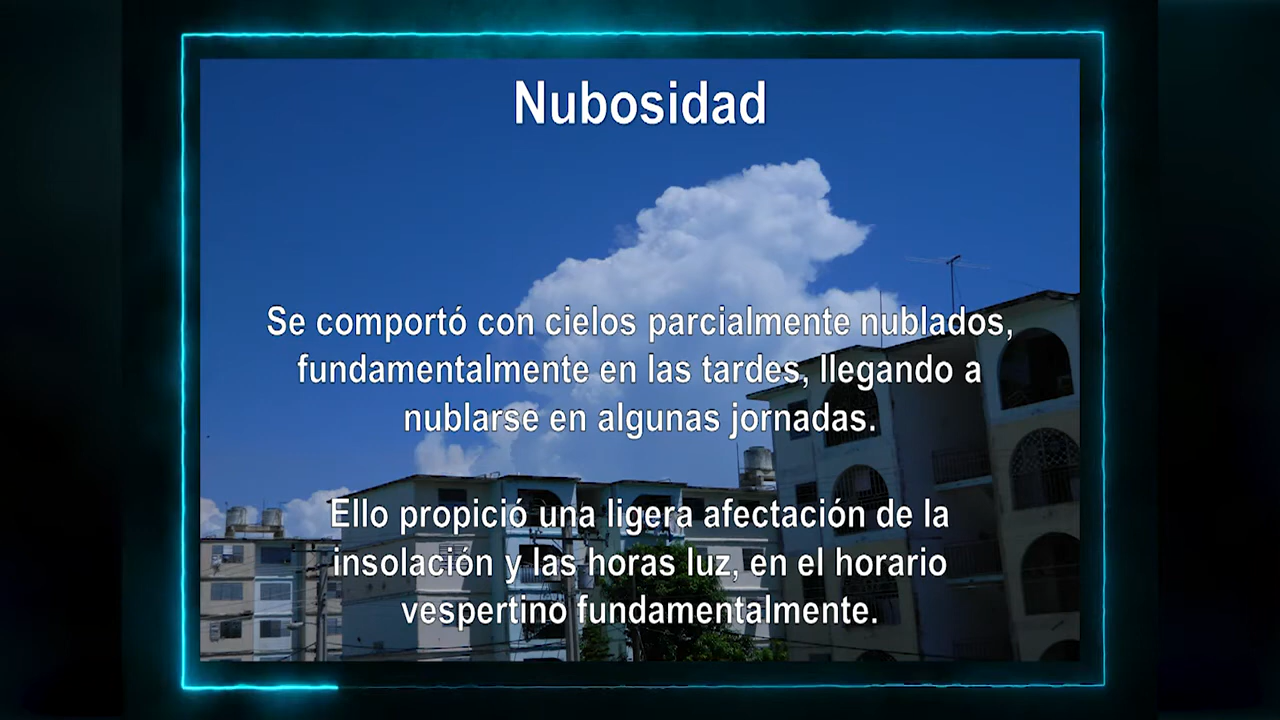 Nubosidad
Se comportó con cielos parcialmente nublados,
fundamentalmente en las tardes, llegando a
nublarse en algunas jornadas.
Ello propició una ligera afectación de la
insolación y las horas luz, en el horario
vespertino fundamentalmente.